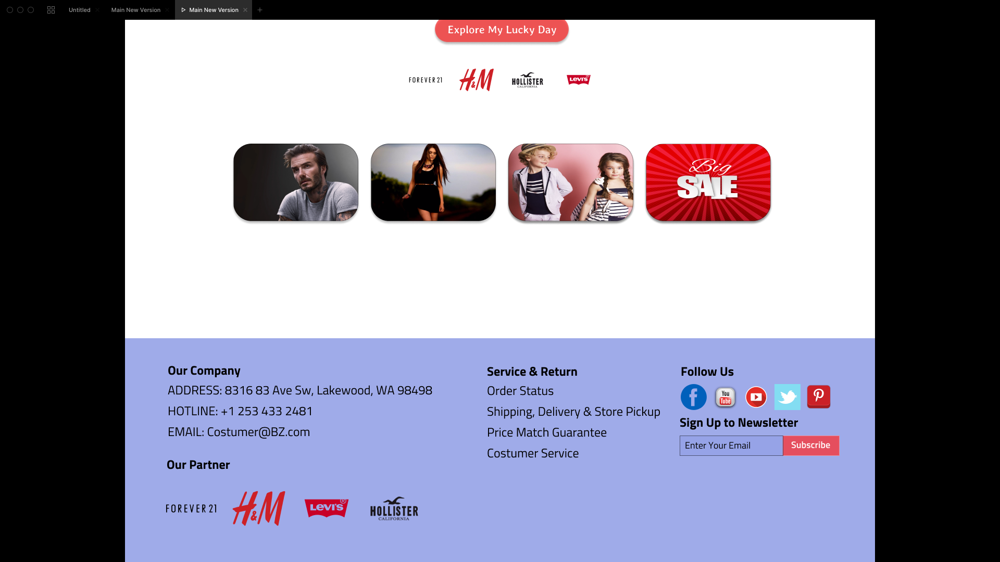 Untitled
Main New Version
Main New Version
Explore My Lucky Day
FOREVER 21
H&M
HOLLISTER
CALIFORNIA
LEVI'S®
Big
SALE
Our Company
ADDRESS: 8316 83 Ave Sw, Lakewood, WA 98498
HOTLINE: +1 253 433 2481
EMAIL: Costumer@BZ.com
Our Partner
FOREVER 21
H&M
LEVI'S®
HOLLISTER
CALIFORNIA
Service & Return
Order Status
Shipping, Delivery & Store Pickup
Price Match Guarantee
Costumer Service
Follow Us
f
You
Tube
Sign Up to Newsletter
Enter Your Email
Subscribe